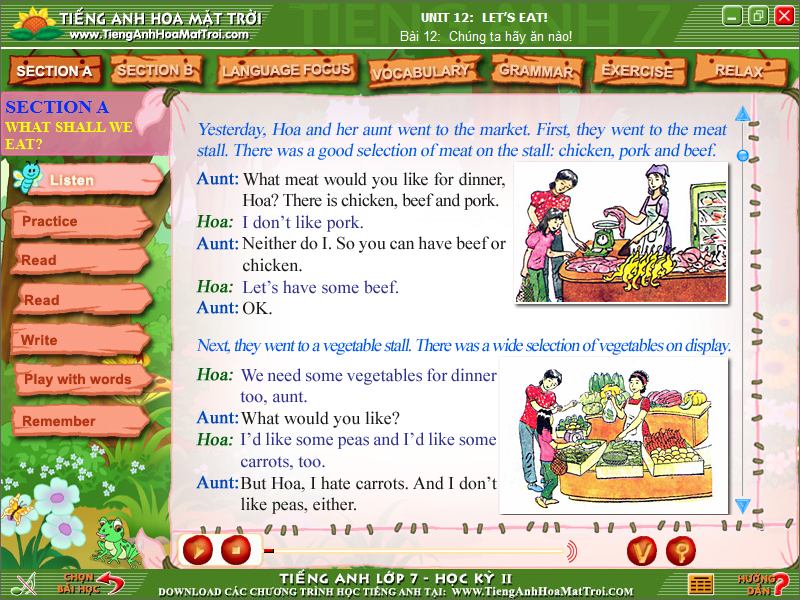 TIẾNG ANH HOA MẶT TRỜI
www.TiengAnhHoaMatTroi.com
TIẾNG ANH 7
UNIT 12: LET'S EAT!
Bài 12: Chúng ta hãy ăn nào!
SECTION A
SECTION B
LANGUAGE FOCUS
VOCABULARY
GRAMMAR
EXERCISE
RELAX
SECTION A
WHAT SHALL WE
EAT?
Listen
Practice
Read
Read
Write
Play with words
Remember
Yesterday, Hoa and her aunt went to the market. First, they went to the meat
stall. There was a good selection of meat on the stall: chicken, pork and beef.
Aunt: What meat would you like for dinner,
Hoa? There is chicken, beef and pork.
Hoa: I don't like pork.
Aunt: Neither do I. So you can have beef or
chicken.
Hoa: Let's have some beef.
Aunt: OK.
Next, they went to a vegetable stall. There was a wide selection of vegetables on display.
Hoa: We need some vegetables for dinner
too, aunt.
Aunt: What would you like?
Hoa: I'd like some peas and I'd like some
carrots, too.
Aunt: But Hoa, I hate carrots. And I don't
like peas, either.
V
CHỌN
BÀI HỌC
TIẾNG ANH LỚP 7 - HỌC KỲ II
DOWNLOAD CÁC CHƯƠNG TRÌNH HỌC TIẾNG ANH TẠI: www.TiengAnhHoaMatTroi.com
HƯỚNG
DẪN